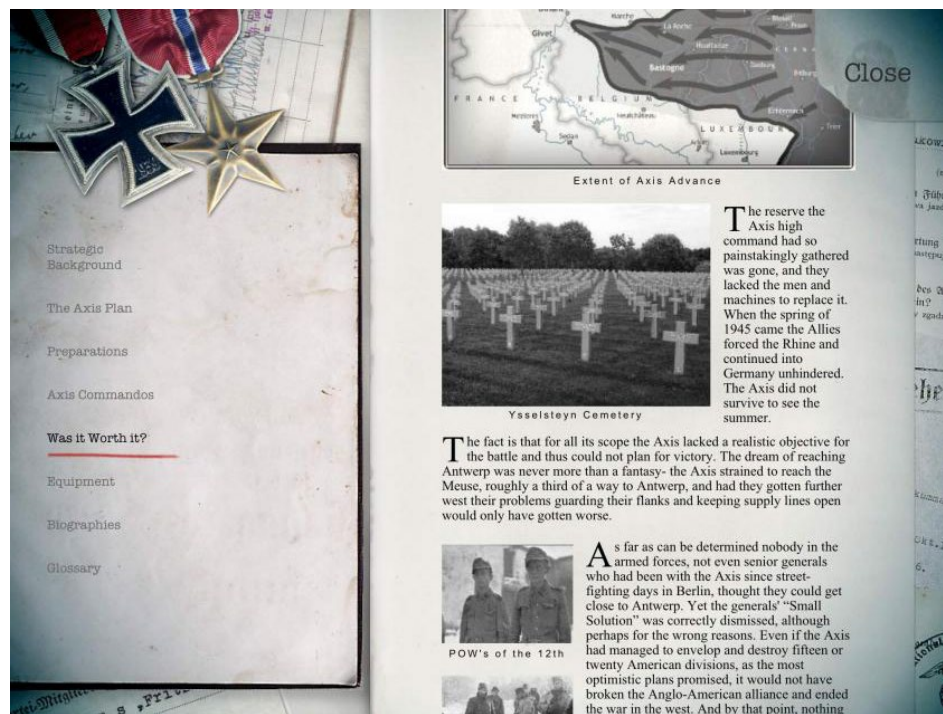 Marche
La Roche
Givet
Houffalize
Bastogne
Bitburg
FRANCE
BELGIUM
Echternach
Mezieres
Neufchâteau
Sedan
LUXEMBOUR
Trier
Arlon
Luxembourg
Close
Extent of Axis Advance
Strategic
Background
The Axis Plan
Preparations
Axis Commandos
Was it Worth it?
Equipment
Biographies
Glossary
The reserve the
Axis high
command had so
painstakingly gathered
was gone, and they
lacked the men and
machines to replace it.
When the spring of
1945 came the Allies
forced the Rhine and
continued into
Germany unhindered.
The Axis did not
survive to see the
summer.
Ysselsteyn Cemetery
The fact is that for all its scope the Axis lacked a realistic objective for
the battle and thus could not plan for victory. The dream of reaching
Antwerp was never more than a fantasy- the Axis strained to reach the
Meuse, roughly a third of a way to Antwerp, and had they gotten further
west their problems guarding their flanks and keeping supply lines open
would only have gotten worse.
As far as can be determined nobody in the
armed forces, not even senior generals
who had been with the Axis since street-
fighting days in Berlin, thought they could get
close to Antwerp. Yet the generals' “Small
Solution” was correctly dismissed, although
perhaps for the wrong reasons. Even if the Axis
had managed to envelop and destroy fifteen or
twenty American divisions, as the most
optimistic plans promised, it would not have
broken the Anglo-American alliance and ended
the war in the west. And by that point, nothing
POW's of the 12th